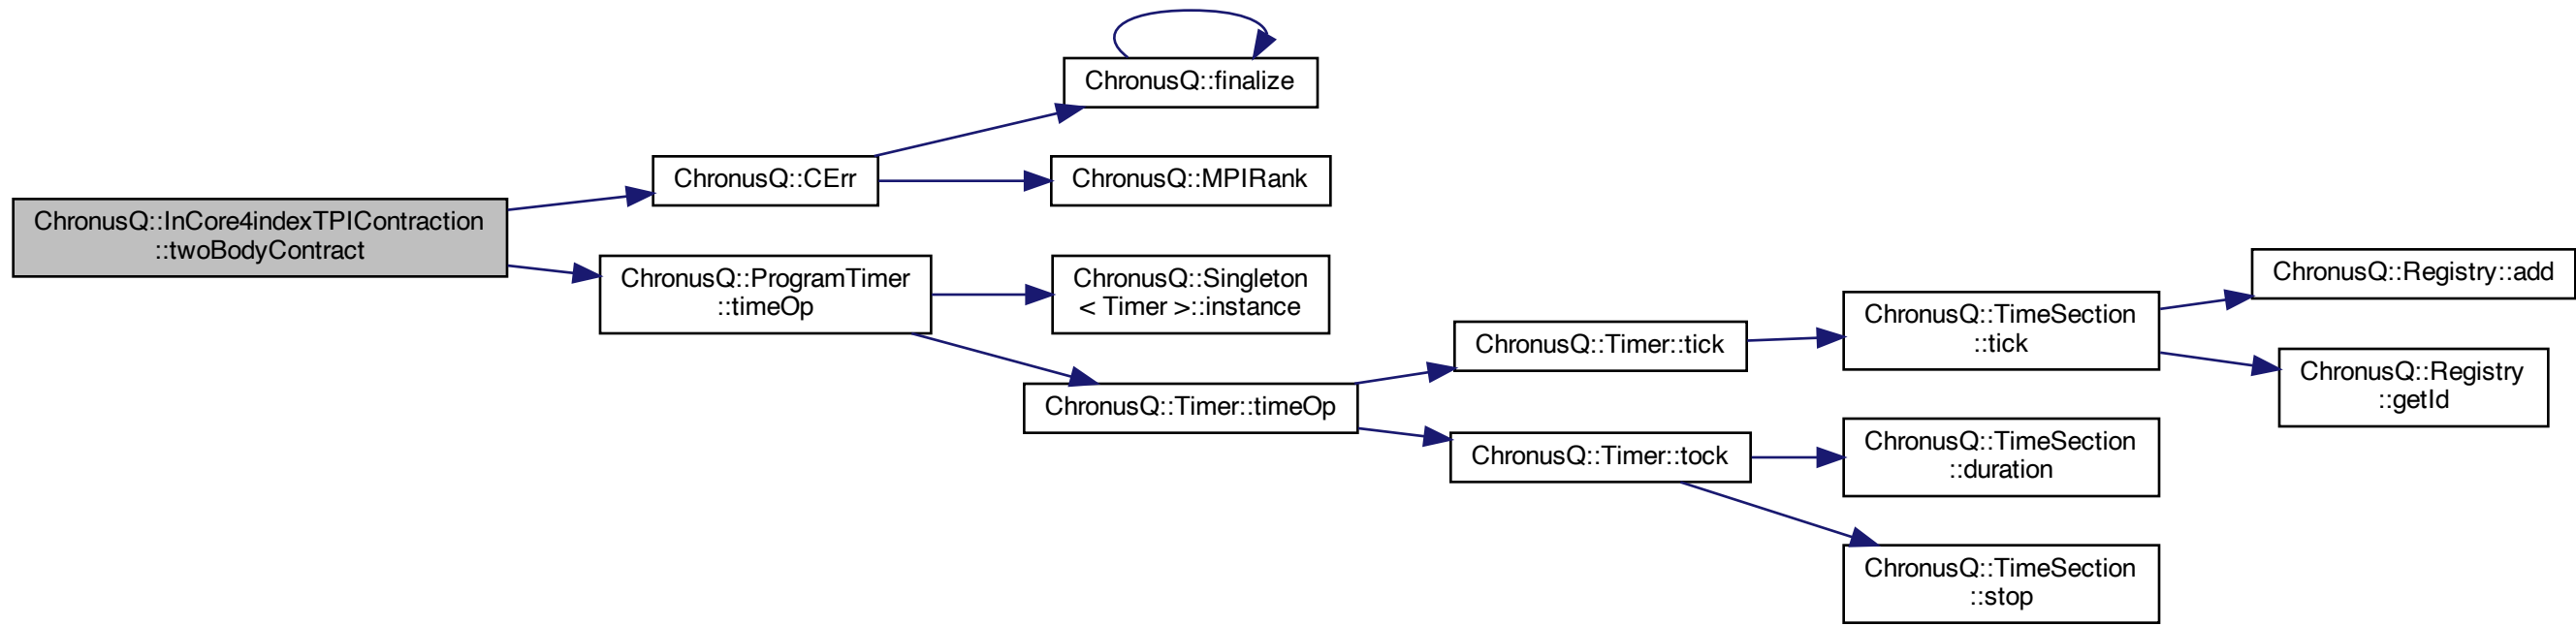 ChronusQ::finalize
ChronusQ::CErr
ChronusQ::MPIRank
ChronusQ::InCore4indexTPIContraction
::twoBodyContract
ChronusQ::ProgramTimer
::timeOp
ChronusQ::Singleton
< Timer >::instance
ChronusQ::Timer::timeOp
ChronusQ::Timer::tick
ChronusQ::Timer::tock
ChronusQ::TimeSection
::tick
ChronusQ::TimeSection
::duration
ChronusQ::TimeSection
::stop
ChronusQ::Registry::add
ChronusQ::Registry
::getId